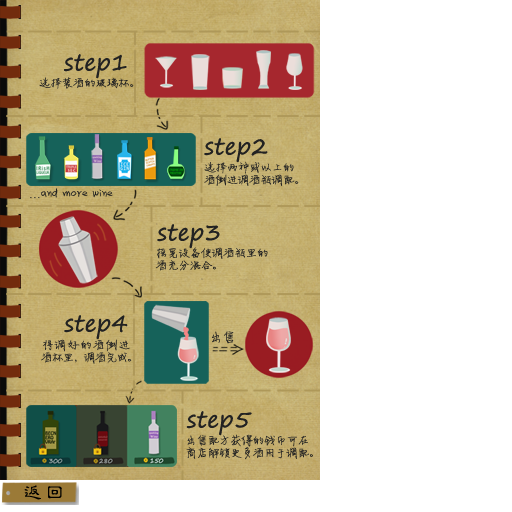 step1
选择装酒的玻璃杯。
step2
选择两种或以上的
酒倒进调酒瓶调配。
...and more wine
step3
摇晃设备使调酒瓶里的
酒充分混合。
step4
将调好的酒倒进
酒杯里，调酒完成。
出售
step5
出售配方获得的钱币可在
商店解锁更多酒用于调配。
300
280
150
返回